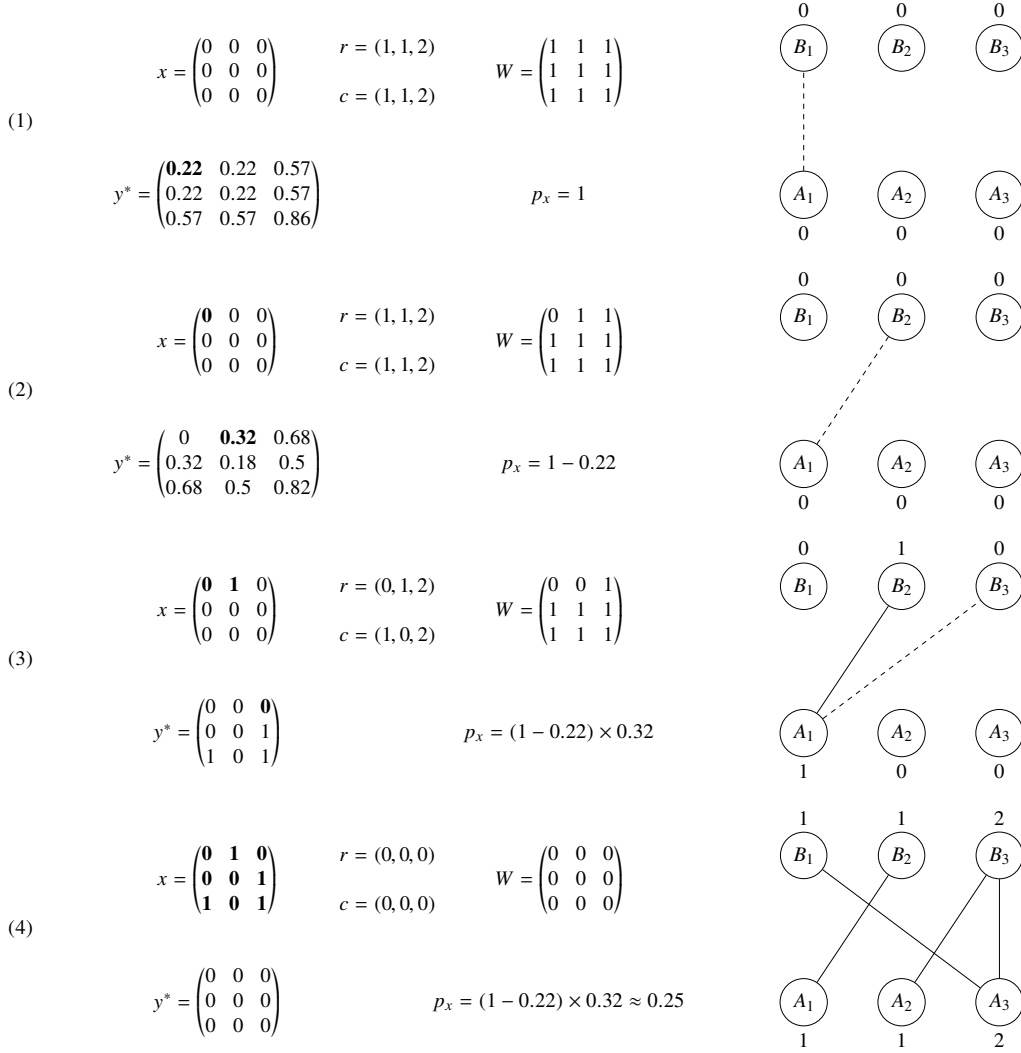 0 0 0
B1 B2 B3
x = (0 0 0 r = (1, 1, 2) W = (1 1 1
0 0 0 1 1 1
0 0 0) c = (1, 1, 2) 1 1 1)
(1)
y* = (0.22 0.22 0.57
0.22 0.22 0.57 px = 1
0.57 0.57 0.86)
A1 A2 A3
0 0 0
0 0 0
B1 B2 B3
x = (0 0 0 r = (1, 1, 2) W = (0 1 1
0 0 0 1 1 1
0 0 0) c = (1, 1, 2) 1 1 1)
(2)
y* = (0 0.32 0.68
0.32 0.18 0.5 px = 1 − 0.22
0.68 0.5 0.82)
A1 A2 A3
0 0 0
0 1 0
B1 B2 B3
x = (0 1 0 r = (0, 1, 2) W = (0 0 1
0 0 0 1 1 1
0 0 0) c = (1, 0, 2) 1 1 1)
(3)
y* = (0 0 0
0 0 1 px = (1 − 0.22) × 0.32
1 0 1)
A1 A2 A3
1 0 0
1 1 2
B1 B2 B3
x = (0 1 0 r = (0, 0, 0) W = (0 0 0
0 0 1 0 0 0
1 0 1) c = (0, 0, 0) 0 0 0)
(4)
y* = (0 0 0
0 0 0 px = (1 − 0.22) × 0.32 ≈ 0.25
0 0 0)
A1 A2 A3
1 1 2